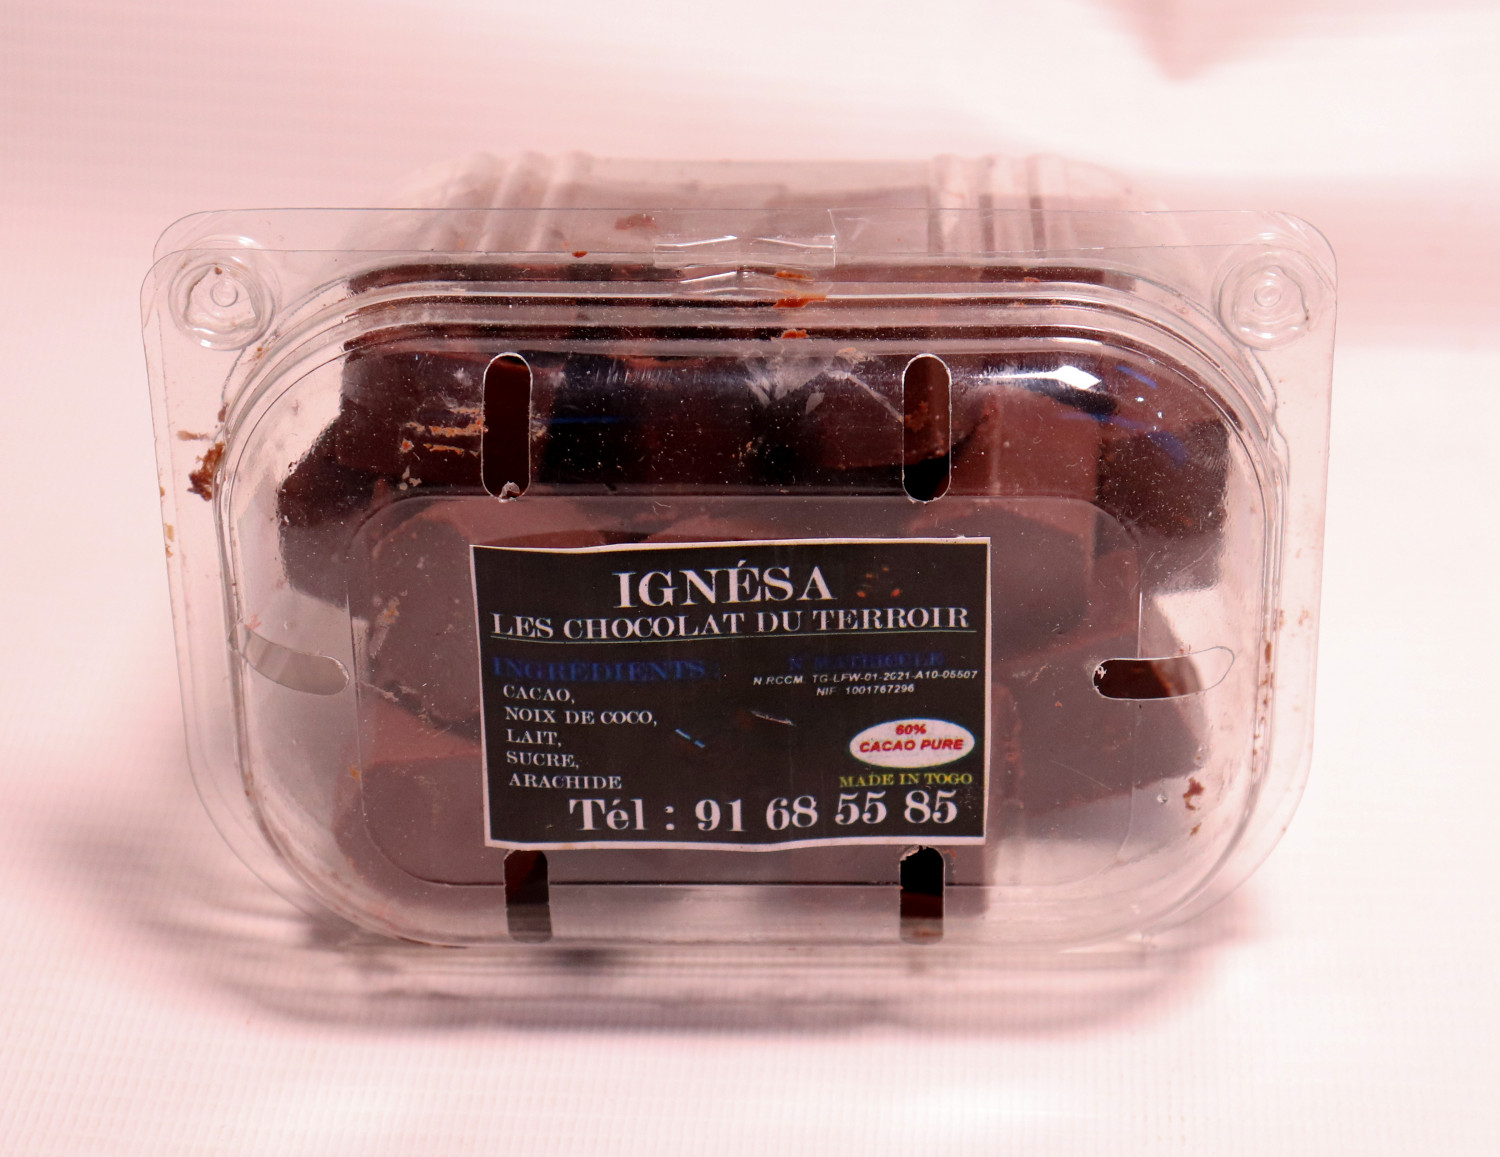 IGNÉSA
LES CHOCOLAT DU TERROIR
INGRÉDIENTS :
CACAO,
NOIX DE COCO,
LAIT,
SUCRE,
ARACHIDE
N MATRICULE
N RCCM. TG-LFW-01-2021-A10-05507
NIF 1001767296
60%
CACAO PURE
MADE IN TOGO
Tél : 91 68 55 85